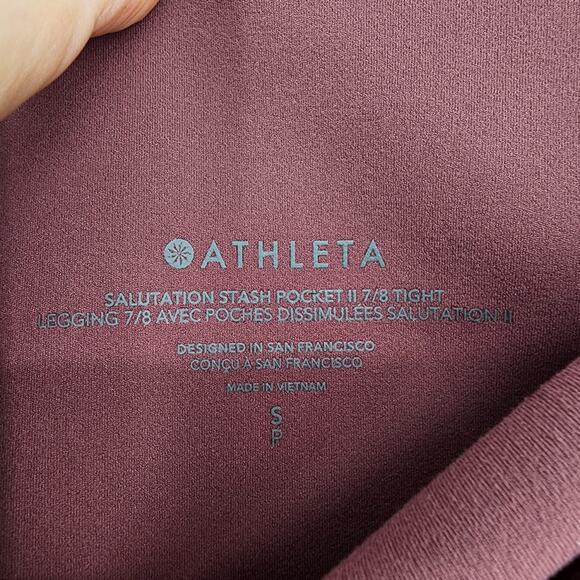 ATHLETA
SALUTATION STASH POCKET II 7/8 TIGHT
LEGGING 7/8 AVEC POCHES DISSIMULÉES SALUTATION II
DESIGNED IN SAN FRANCISCO
CONÇU À SAN FRANCISCO
MADE IN VIETNAM
S
P